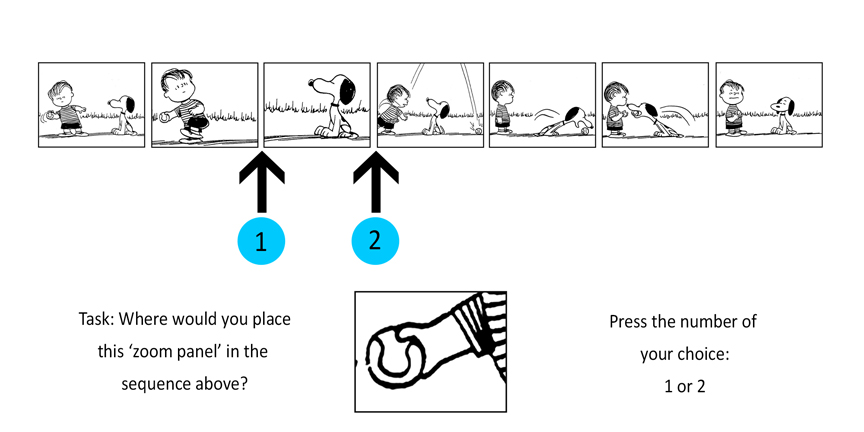 1
2
Task: Where would you place
this ‘zoom panel’ in the
sequence above?
Press the number of
your choice:
1 or 2